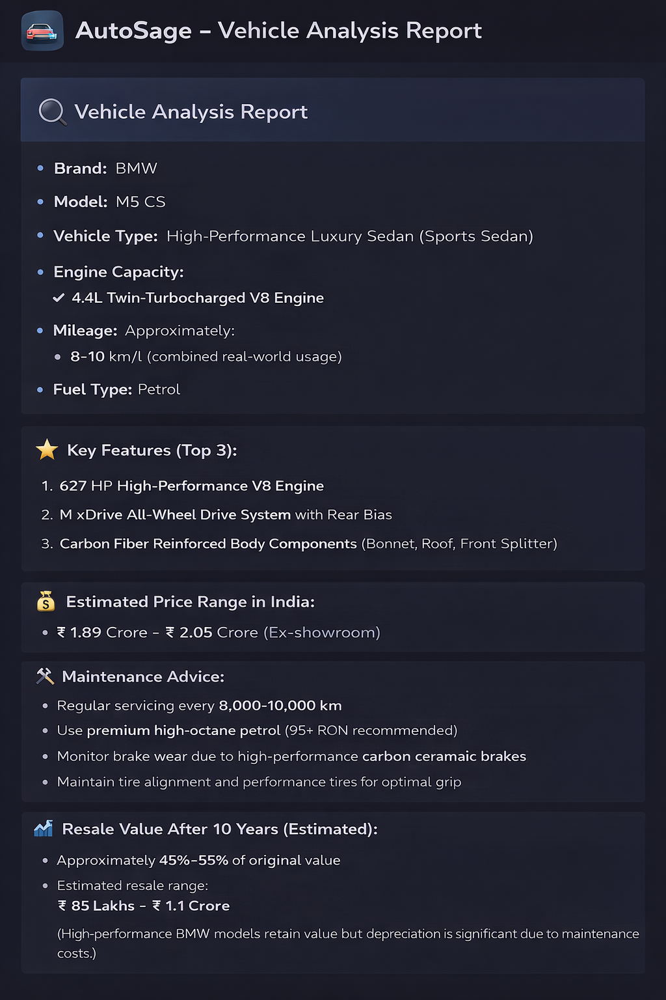 AutoSage – Vehicle Analysis Report
Vehicle Analysis Report
• Brand: BMW
• Model: M5 CS
• Vehicle Type: High-Performance Luxury Sedan (Sports Sedan)
• Engine Capacity:
✓ 4.4L Twin-Turbocharged V8 Engine
• Mileage: Approximately:
• 8–10 km/l (combined real-world usage)
• Fuel Type: Petrol
Key Features (Top 3):
1. 627 HP High-Performance V8 Engine
2. M xDrive All-Wheel Drive System with Rear Bias
3. Carbon Fiber Reinforced Body Components (Bonnet, Roof, Front Splitter)
Estimated Price Range in India:
• ₹ 1.89 Crore – ₹ 2.05 Crore (Ex-showroom)
Maintenance Advice:
• Regular servicing every 8,000–10,000 km
• Use premium high-octane petrol (95+ RON recommended)
• Monitor brake wear due to high-performance carbon ceramaic brakes
• Maintain tire alignment and performance tires for optimal grip
Resale Value After 10 Years (Estimated):
• Approximately 45%–55% of original value
• Estimated resale range:
₹ 85 Lakhs – ₹ 1.1 Crore
(High-performance BMW models retain value but depreciation is significant due to maintenance
costs.)